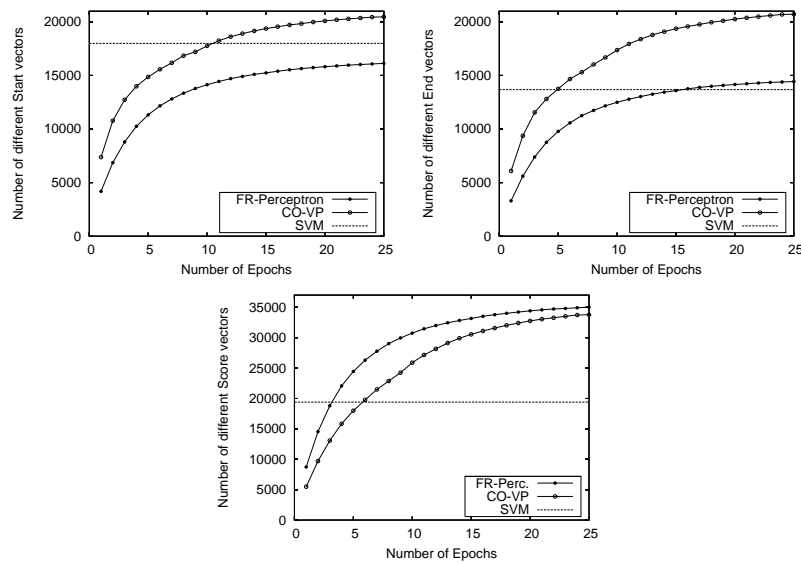 Number of different Start vectors
20000
15000
10000
5000
0
FR-Perceptron
CO-VP
SVM
0 5 10 15 20 25
Number of Epochs
Number of different End vectors
20000
15000
10000
5000
0
FR-Perceptron
CO-VP
SVM
0 5 10 15 20 25
Number of Epochs
Number of different Score vectors
35000
30000
25000
20000
15000
10000
5000
0
FR-Perc.
CO-VP
SVM
0 5 10 15 20 25
Number of Epochs